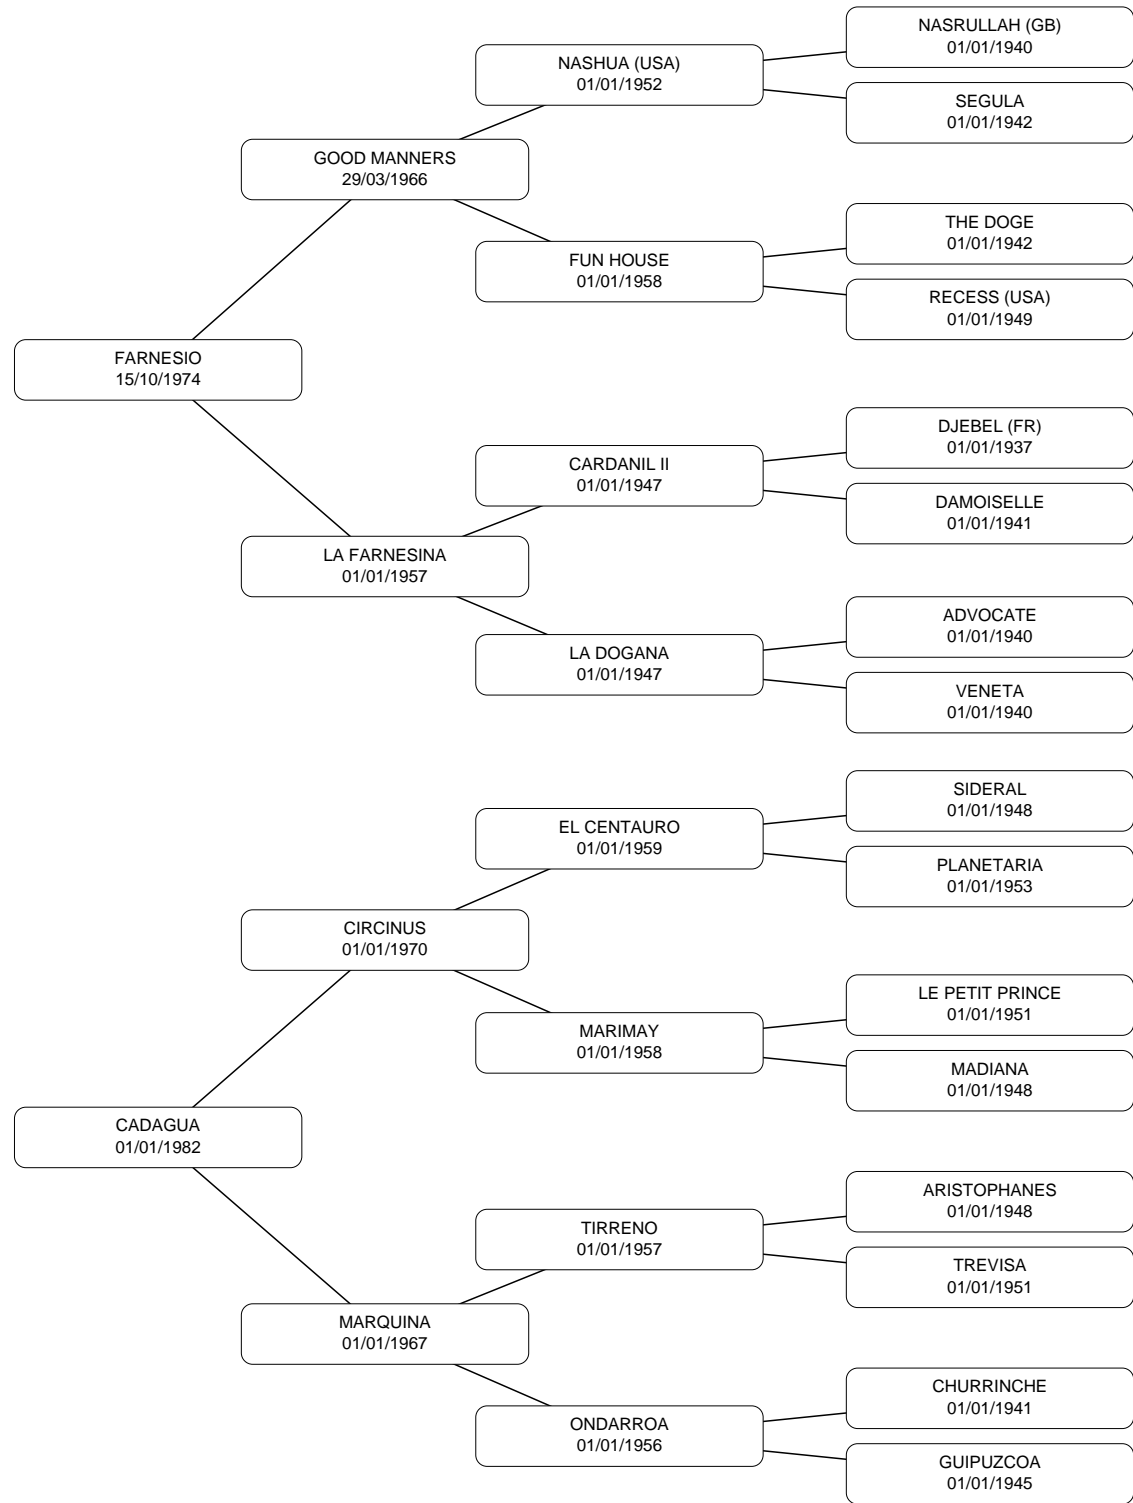 NASRULLAH (GB)
01/01/1940
NASHUA (USA)
01/01/1952
SEGULA
01/01/1942
GOOD MANNERS
29/03/1966
THE DOGE
01/01/1942
FUN HOUSE
01/01/1958
RECESS (USA)
01/01/1949
FARNESIO
15/10/1974
DJEBEL (FR)
01/01/1937
CARDANIL II
01/01/1947
DAMOISELLE
01/01/1941
LA FARNESINA
01/01/1957
ADVOCATE
01/01/1940
LA DOGANA
01/01/1947
VENETA
01/01/1940
SIDERAL
01/01/1948
EL CENTAURO
01/01/1959
PLANETARIA
01/01/1953
CIRCINUS
01/01/1970
LE PETIT PRINCE
01/01/1951
MARIMAY
01/01/1958
MADIANA
01/01/1948
CADAGUA
01/01/1982
ARISTOPHANES
01/01/1948
TIRRENO
01/01/1957
TREVISA
01/01/1951
MARQUINA
01/01/1967
CHURRINCHE
01/01/1941
ONDARROA
01/01/1956
GUIPUZCOA
01/01/1945